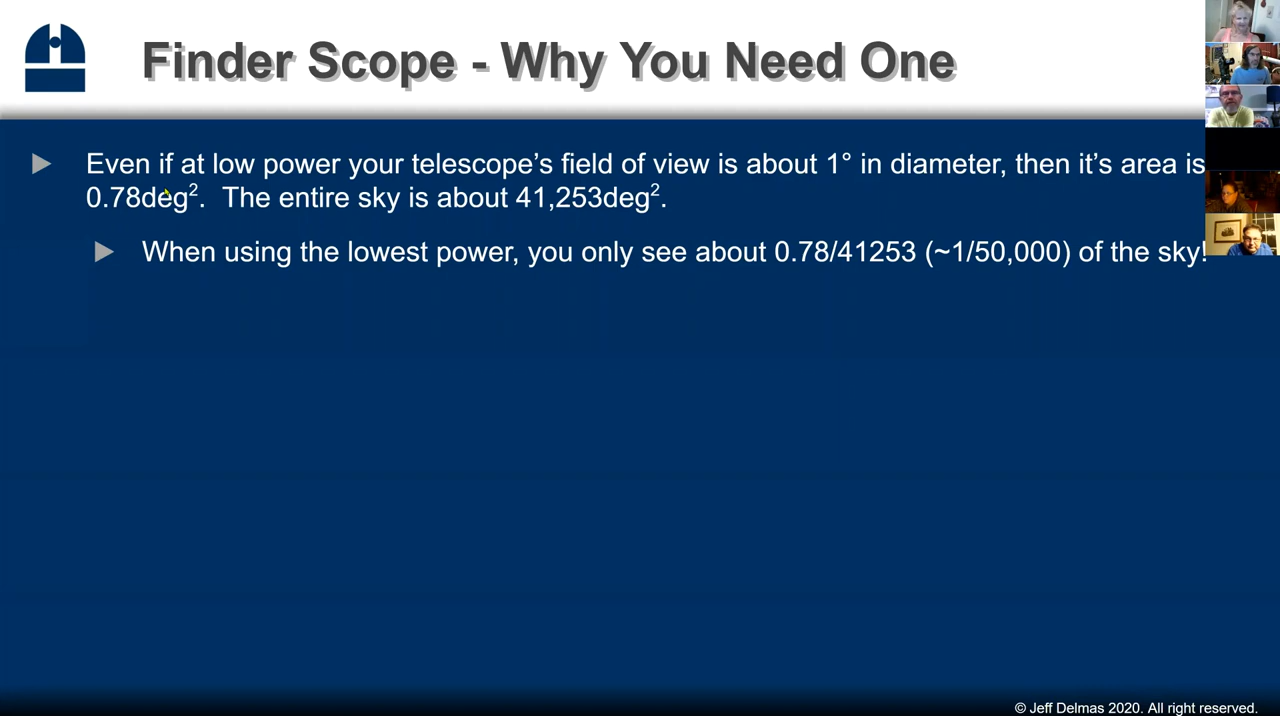 Finder Scope - Why You Need One
Even if at low power your telescope’s field of view is about 1° in diameter, then it’s area is
0.78deg². The entire sky is about 41,253deg².
When using the lowest power, you only see about 0.78/41253 (~1/50,000) of the sky!
© Jeff Delmas 2020. All right reserved.